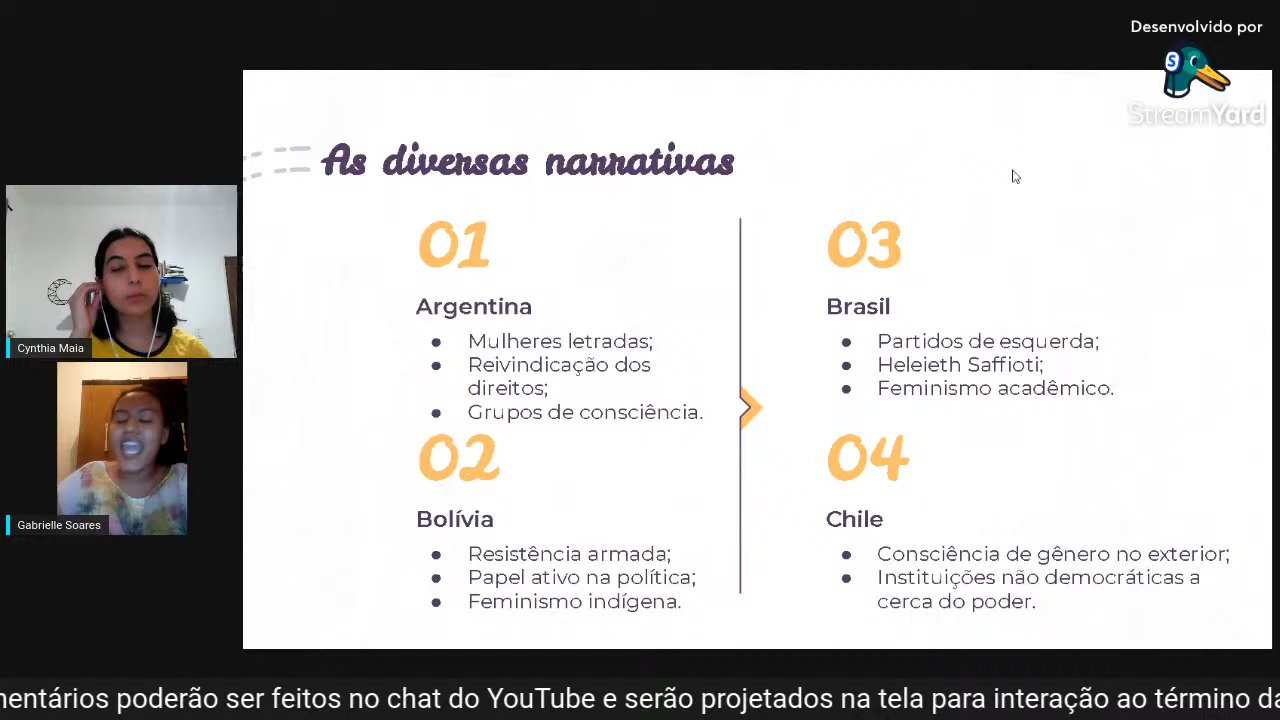 Desenvolvido por
StreamYard
As diversas narrativas
01
Argentina
Mulheres letradas;
Reivindicação dos
direitos;
Grupos de consciência.
02
Bolívia
Resistência armada;
Papel ativo na política;
Feminismo indígena.
03
Brasil
Partidos de esquerda;
Heleieth Saffioti;
Feminismo acadêmico.
04
Chile
Consciência de gênero no exterior;
Instituições não democráticas a
cerca do poder.
Cynthia Maia
Gabrielle Soares
mentários poderão ser feitos no chat do YouTube e serão projetados na tela para interação ao término da